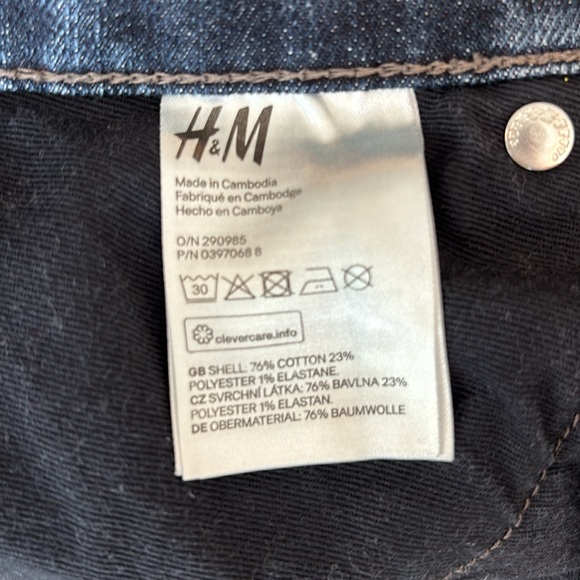 H&M
Made in Cambodia
Fabriqué en Cambodge
Hecho en Camboya
O/N 290985
P/N 0397068 8
30
clevercare.info
GB SHELL: 76% COTTON 23%
POLYESTER 1% ELASTANE.
CZ SVRCHNÍ LÁTKA: 76% BAVLNA 23%
POLYESTER 1% ELASTAN.
DE OBERMATERIAL: 76% BAUMWOLLE